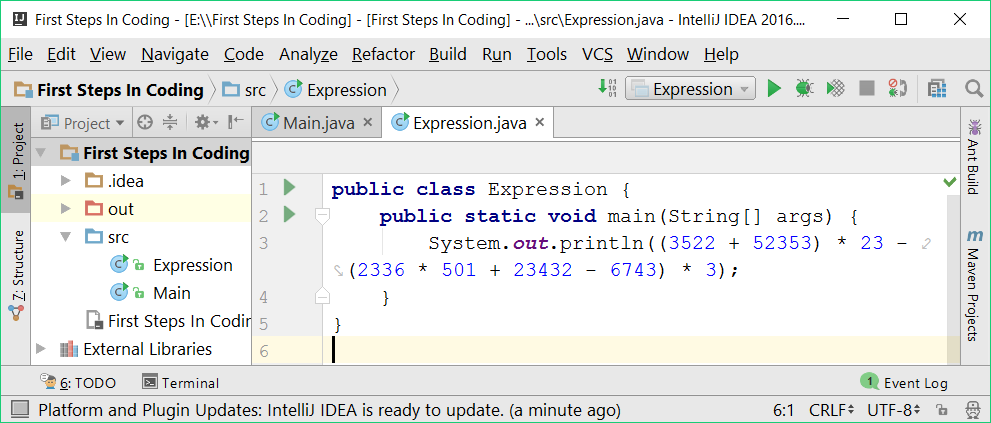 First Steps In Coding - [E:\\First Steps In Coding] - [First Steps In Coding] - ...\src\Expression.java - IntelliJ IDEA 2016....
File Edit View Navigate Code Analyze Refactor Build Run Tools VCS Window Help
First Steps In Coding src Expression Expression
1: Project
Project Main.java Expression.java
First Steps In Coding
.idea
out
src
Expression
Main
First Steps In Codin
External Libraries
Z: Structure
1 public class Expression {
2 public static void main(String[] args) {
3 System.out.println((3522 + 52353) * 23 -
(2336 * 501 + 23432 - 6743) * 3);
4 }
5 }
6
Ant Build
m Maven Projects
6: TODO Terminal 1 Event Log
Platform and Plugin Updates: IntelliJ IDEA is ready to update. (a minute ago) 6:1 CRLF UTF-8